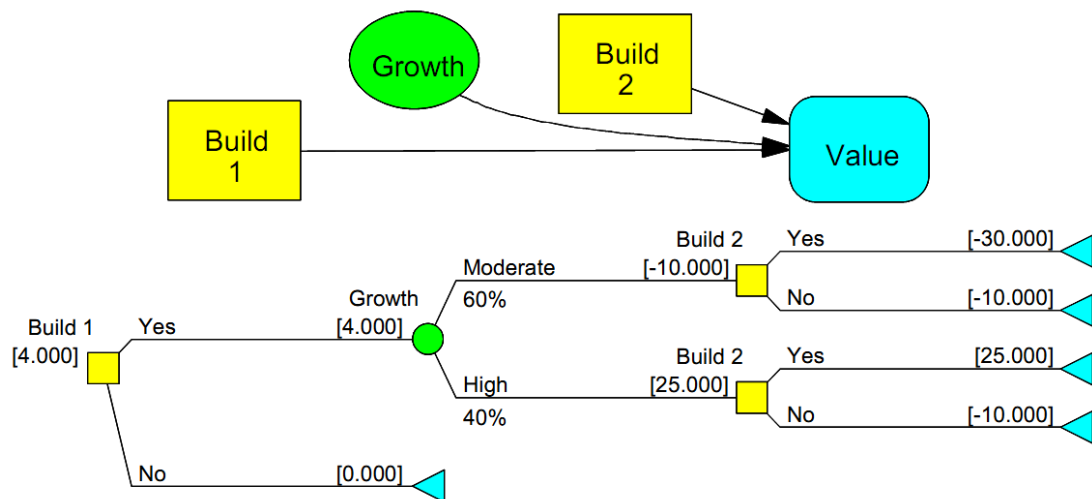 Growth
Build
2
Build
1
Value
Build 2
Yes
[-30.000]
Moderate
[-10.000]
60%
No
[-10.000]
Growth
Build 1
Yes
[4.000]
[4.000]
Build 2
Yes
[25.000]
High
[25.000]
40%
No
[-10.000]
No
[0.000]